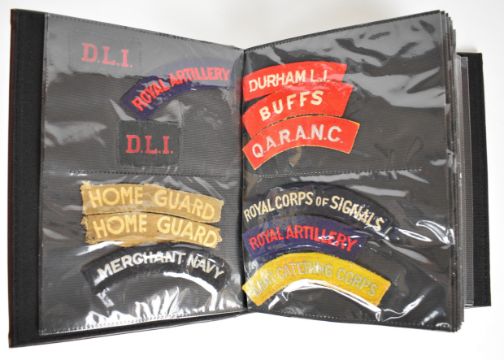 D.L.I.
ROYAL ARTILLERY
D.L.I.
HOME GUARD
HOME GUARD
MERCHANT NAVY
DURHAM L.I.
BUFFS
Q.A.R.A.N.C.
ROYAL CORPS OF SIGNALS
ROYAL ARTILLERY
CATERING CORPS